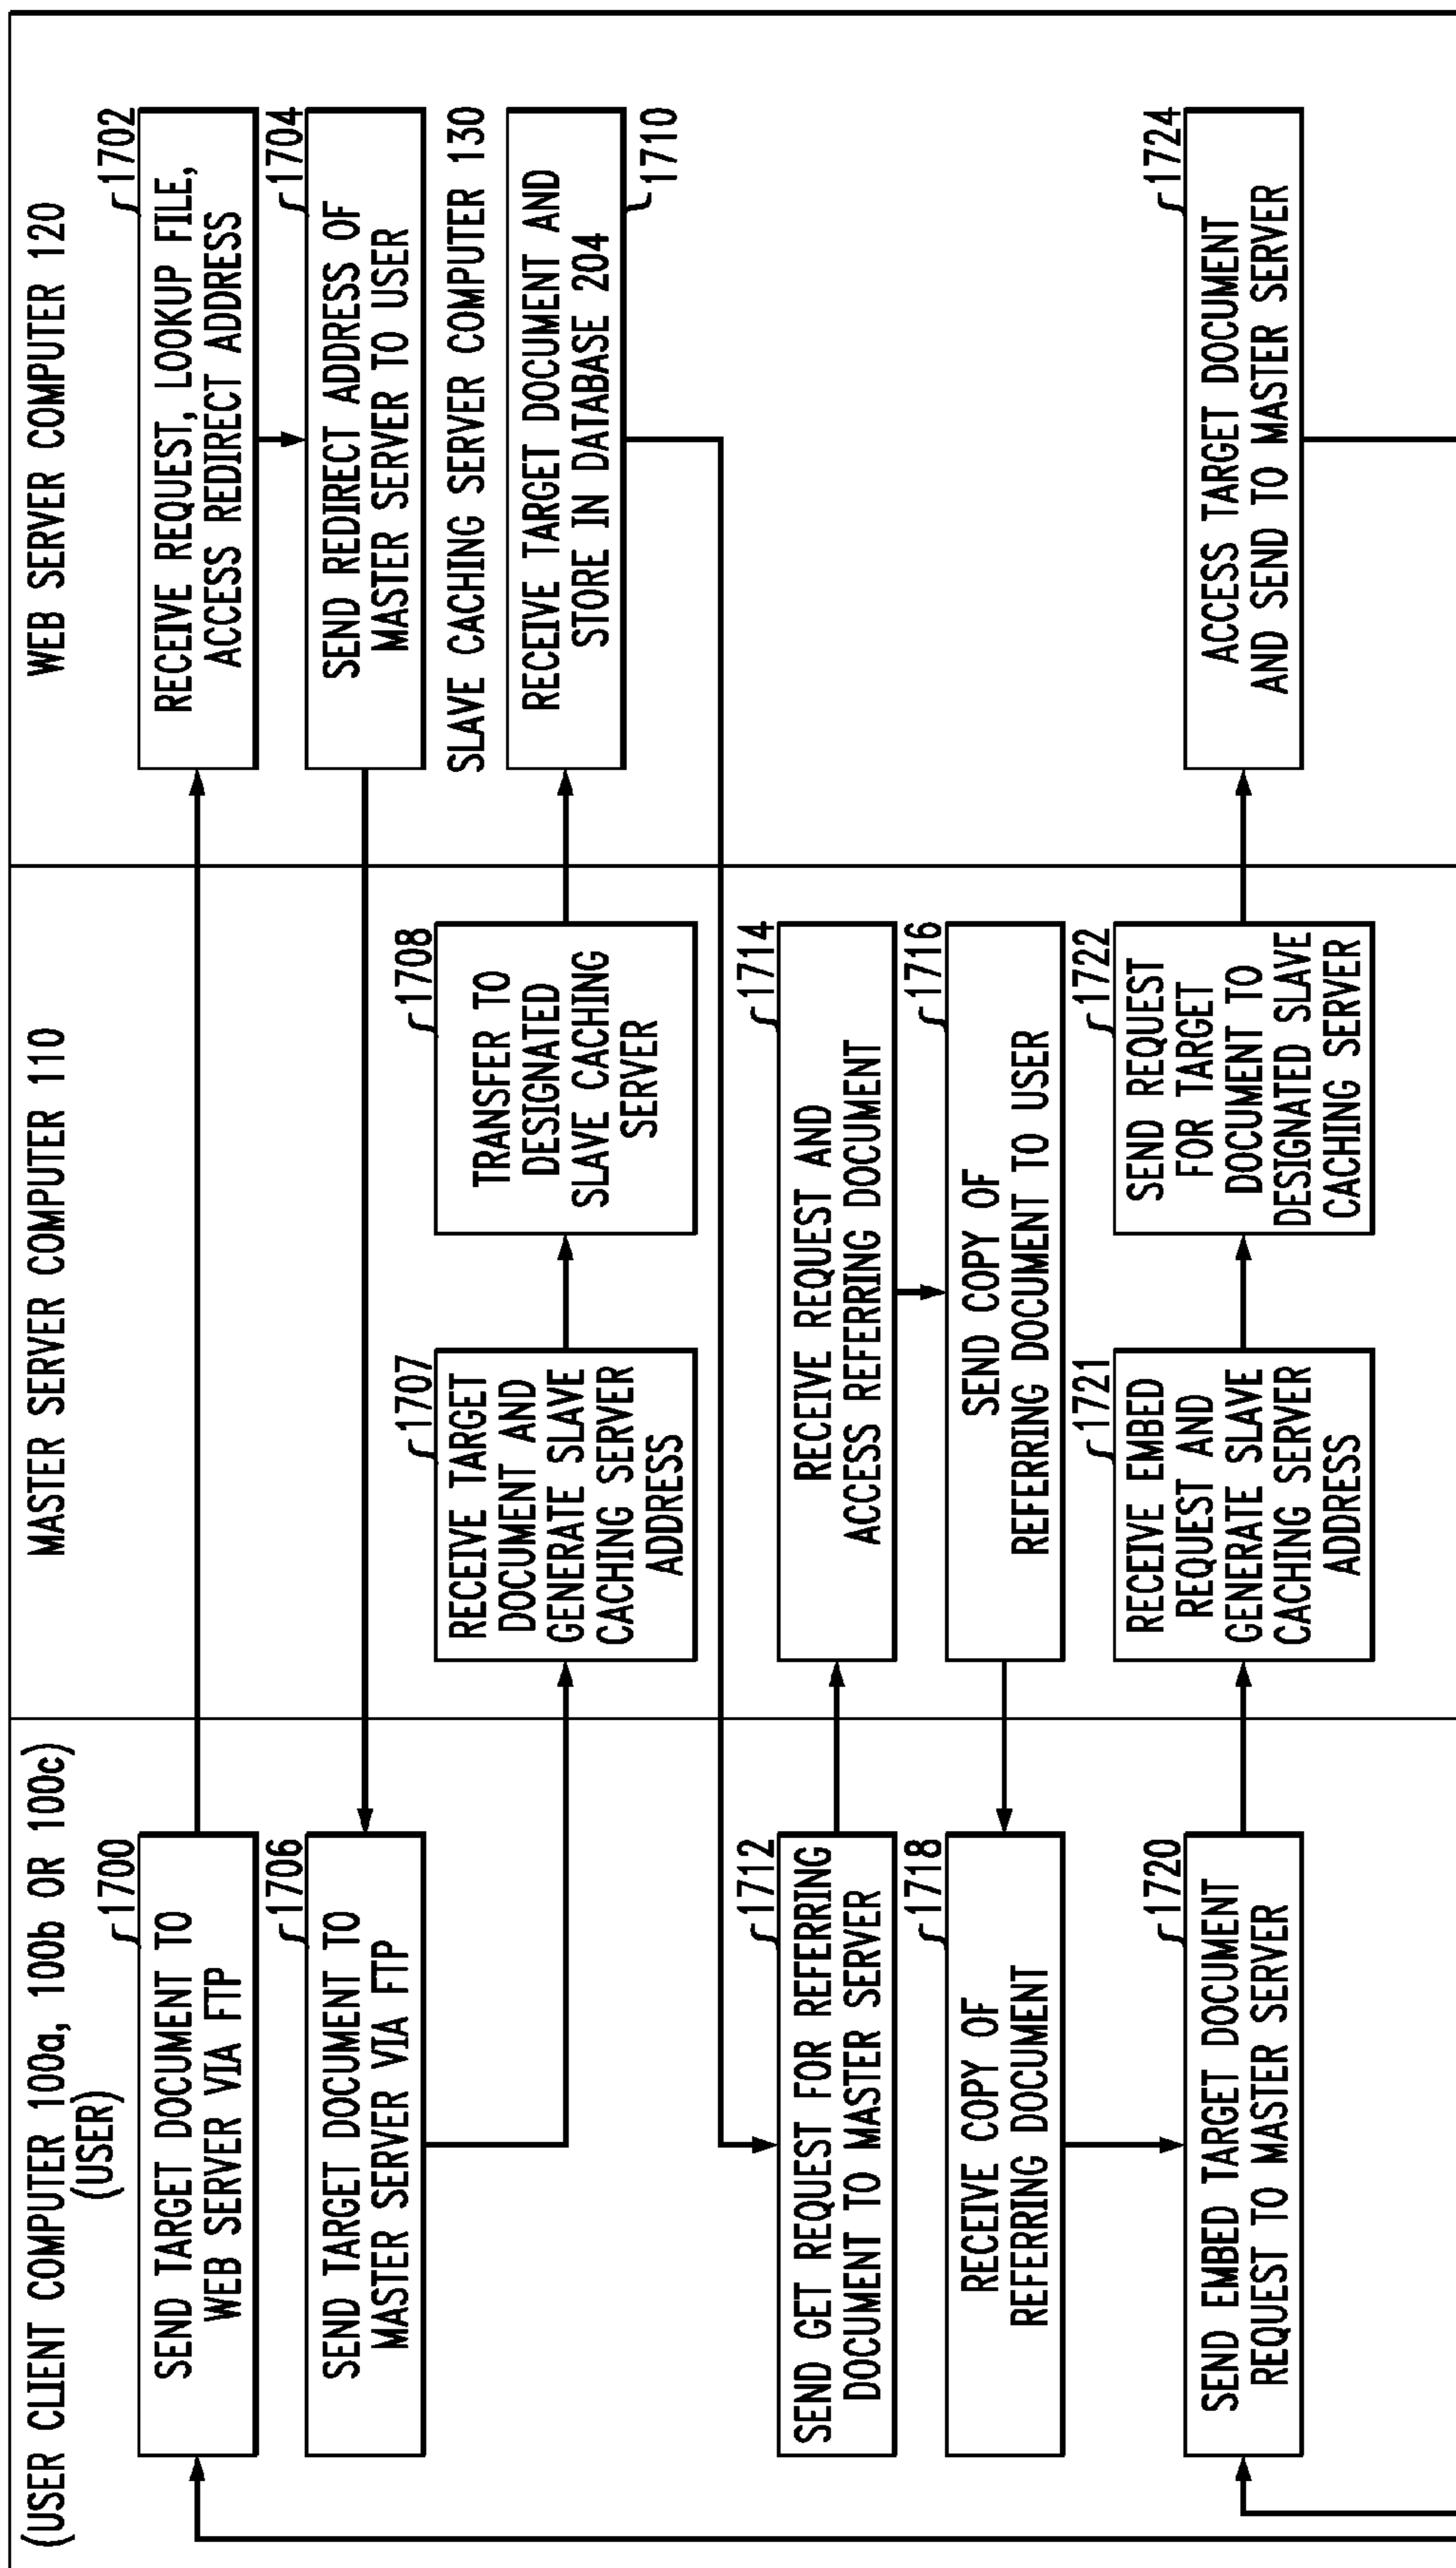 (USER CLIENT COMPUTER 100a, 100b OR 100c)
(USER)
MASTER SERVER COMPUTER 110
WEB SERVER COMPUTER 120
1700
SEND TARGET DOCUMENT TO
WEB SERVER VIA FTP
1702
RECEIVE REQUEST, LOOKUP FILE,
ACCESS REDIRECT ADDRESS
1704
SEND REDIRECT ADDRESS OF
MASTER SERVER TO USER
1706
SEND TARGET DOCUMENT TO
MASTER SERVER VIA FTP
1707
RECEIVE TARGET
DOCUMENT AND
GENERATE SLAVE
CACHING SERVER
ADDRESS
1708
TRANSFER TO
DESIGNATED
SLAVE CACHING
SERVER
SLAVE CACHING SERVER COMPUTER 130
RECEIVE TARGET DOCUMENT AND
STORE IN DATABASE 204
1710
1712
SEND GET REQUEST FOR REFERRING
DOCUMENT TO MASTER SERVER
1714
RECEIVE REQUEST AND
ACCESS REFERRING DOCUMENT
1716
SEND COPY OF
REFERRING DOCUMENT TO USER
1718
RECEIVE COPY OF
REFERRING DOCUMENT
1720
SEND EMBED TARGET DOCUMENT
REQUEST TO MASTER SERVER
1721
RECEIVE EMBED
REQUEST AND
GENERATE SLAVE
CACHING SERVER
ADDRESS
1722
SEND REQUEST
FOR TARGET
DOCUMENT TO
DESIGNATED SLAVE
CACHING SERVER
1724
ACCESS TARGET DOCUMENT
AND SEND TO MASTER SERVER